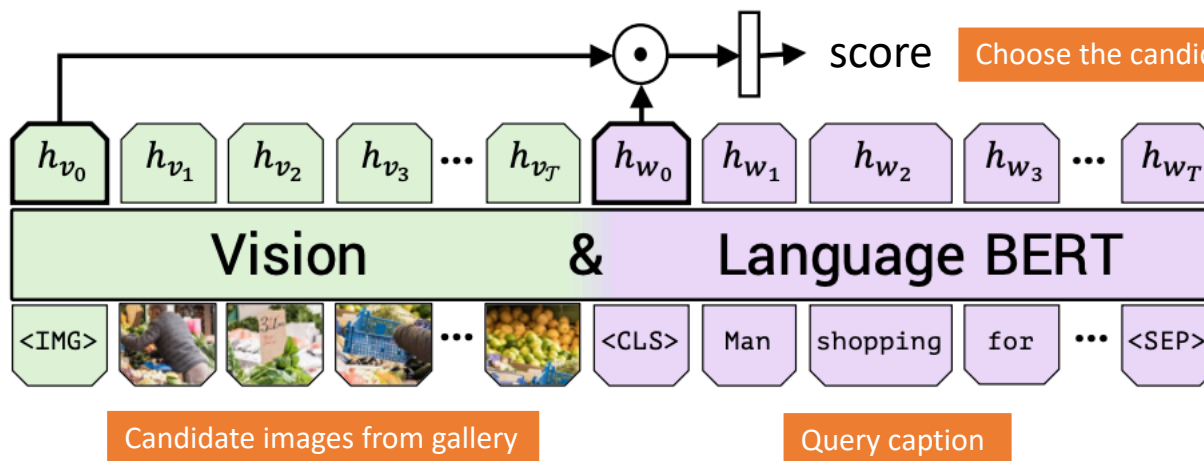 score Choose the candid
h_{v_0} h_{v_1} h_{v_2} h_{v_3} ••• h_{v_𝒯} h_{w_0} h_{w_1} h_{w_2} h_{w_3} ••• h_{w_T}
Vision & Language BERT
<IMG> ••• <CLS> Man shopping for ••• <SEP>
Candidate images from gallery Query caption